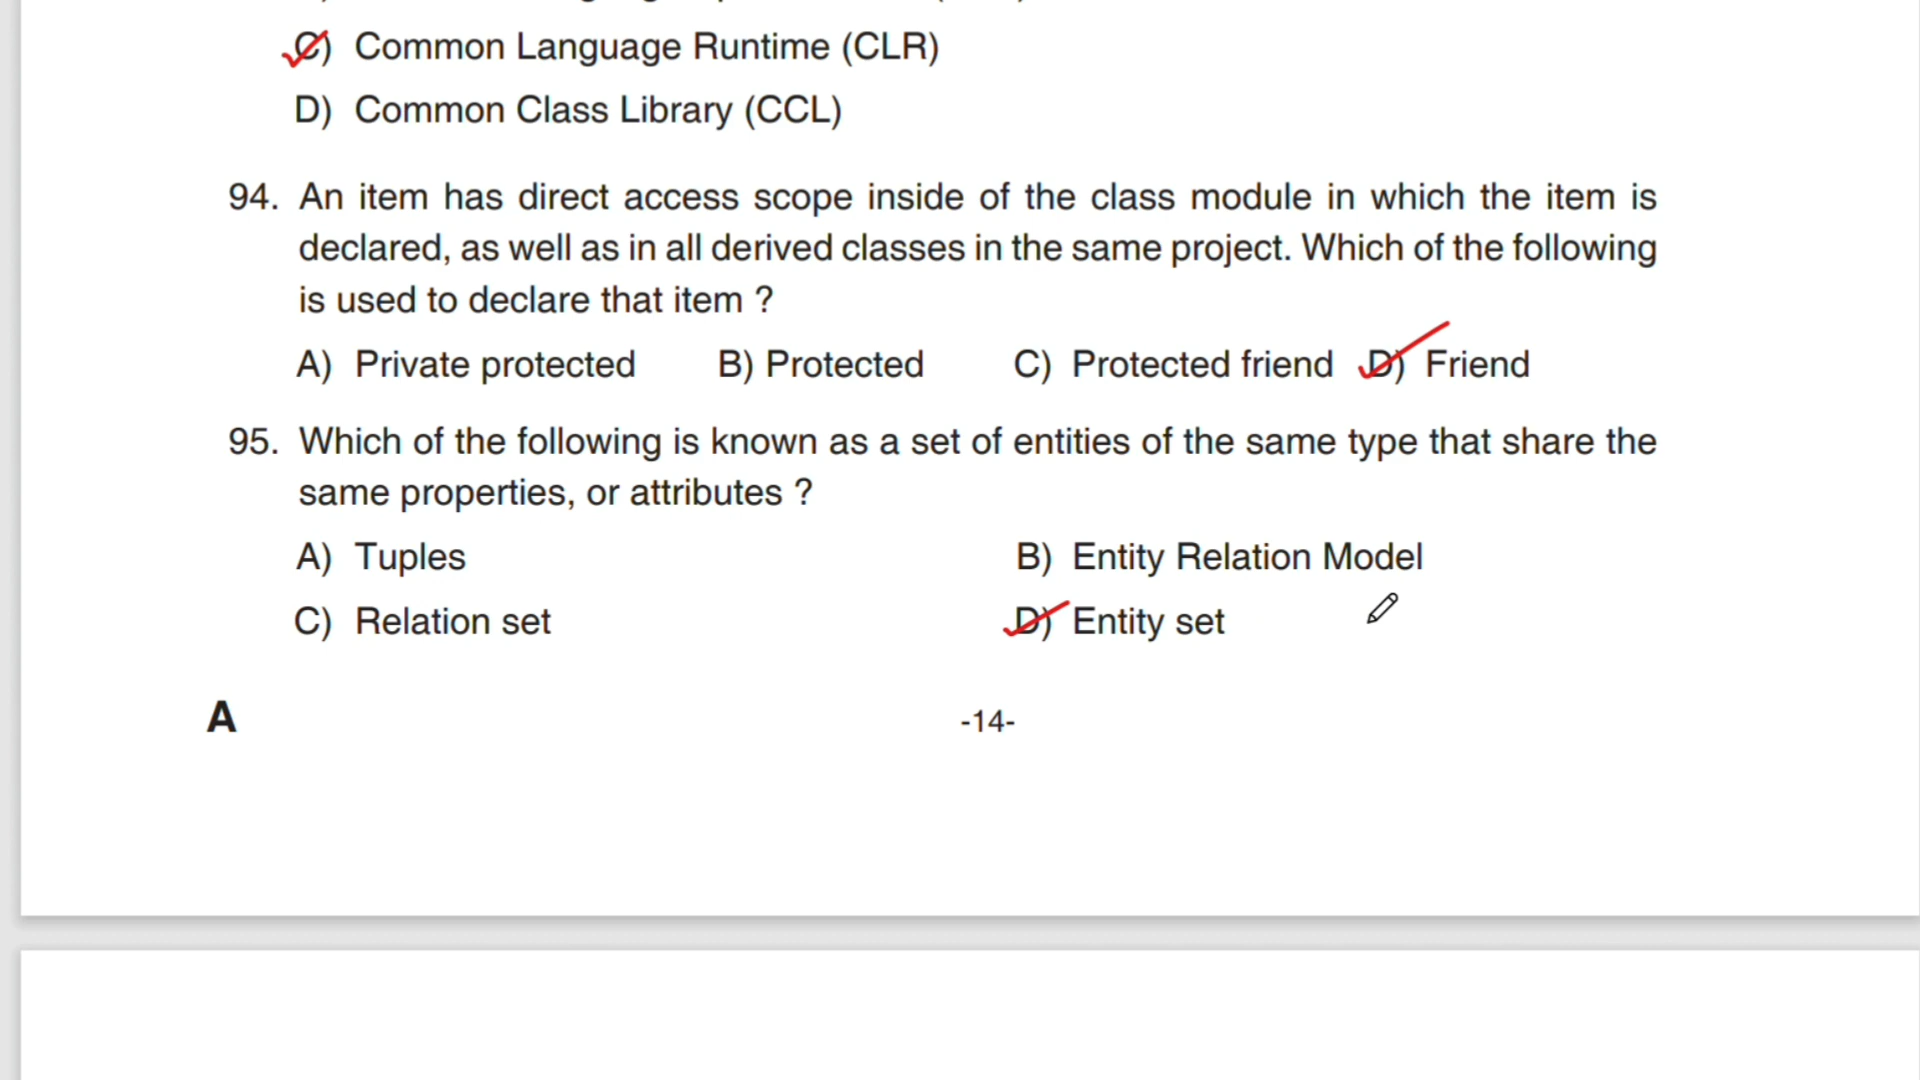 C) Common Language Runtime (CLR)
D) Common Class Library (CCL)
94. An item has direct access scope inside of the class module in which the item is
declared, as well as in all derived classes in the same project. Which of the following
is used to declare that item ?
A) Private protected B) Protected C) Protected friend D) Friend
95. Which of the following is known as a set of entities of the same type that share the
same properties, or attributes ?
A) Tuples B) Entity Relation Model
C) Relation set D) Entity set
A -14-